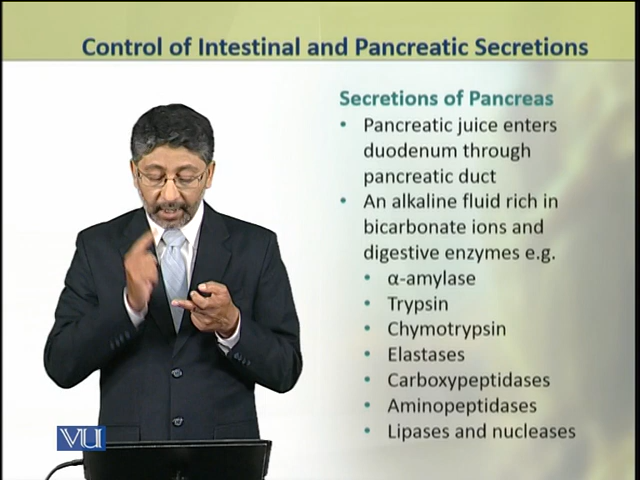 Control of Intestinal and Pancreatic Secretions
Secretions of Pancreas
• Pancreatic juice enters
duodenum through
pancreatic duct
• An alkaline fluid rich in
bicarbonate ions and
digestive enzymes e.g.
• α-amylase
• Trypsin
• Chymotrypsin
• Elastases
• Carboxypeptidases
• Aminopeptidases
• Lipases and nucleases
VU